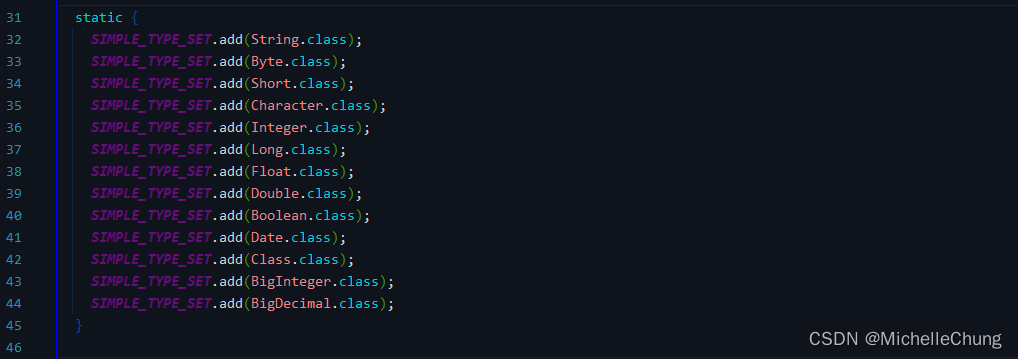 31 static {
32 SIMPLE_TYPE_SET.add(String.class);
33 SIMPLE_TYPE_SET.add(Byte.class);
34 SIMPLE_TYPE_SET.add(Short.class);
35 SIMPLE_TYPE_SET.add(Character.class);
36 SIMPLE_TYPE_SET.add(Integer.class);
37 SIMPLE_TYPE_SET.add(Long.class);
38 SIMPLE_TYPE_SET.add(Float.class);
39 SIMPLE_TYPE_SET.add(Double.class);
40 SIMPLE_TYPE_SET.add(Boolean.class);
41 SIMPLE_TYPE_SET.add(Date.class);
42 SIMPLE_TYPE_SET.add(Class.class);
43 SIMPLE_TYPE_SET.add(BigInteger.class);
44 SIMPLE_TYPE_SET.add(BigDecimal.class);
45 }
46
CSDN @MichelleChung